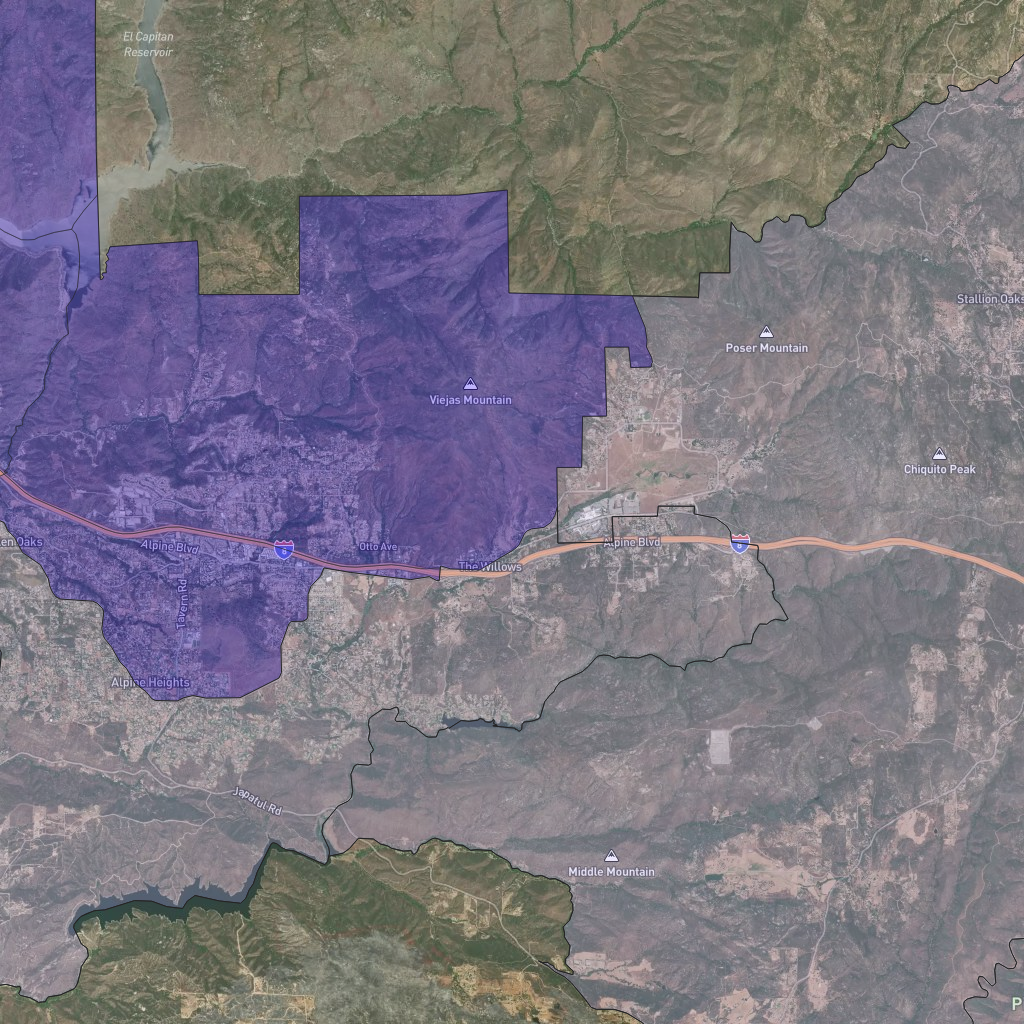 El Capitan
Reservoir
Stallion Oaks
Poser Mountain
Viejas Mountain
Chiquito Peak
en Oaks
Alpine Blvd
8
Otto Ave
Alpine Blvd
8
The Willows
Tavern Rd
Alpine Heights
Japatul Rd
Middle Mountain
P